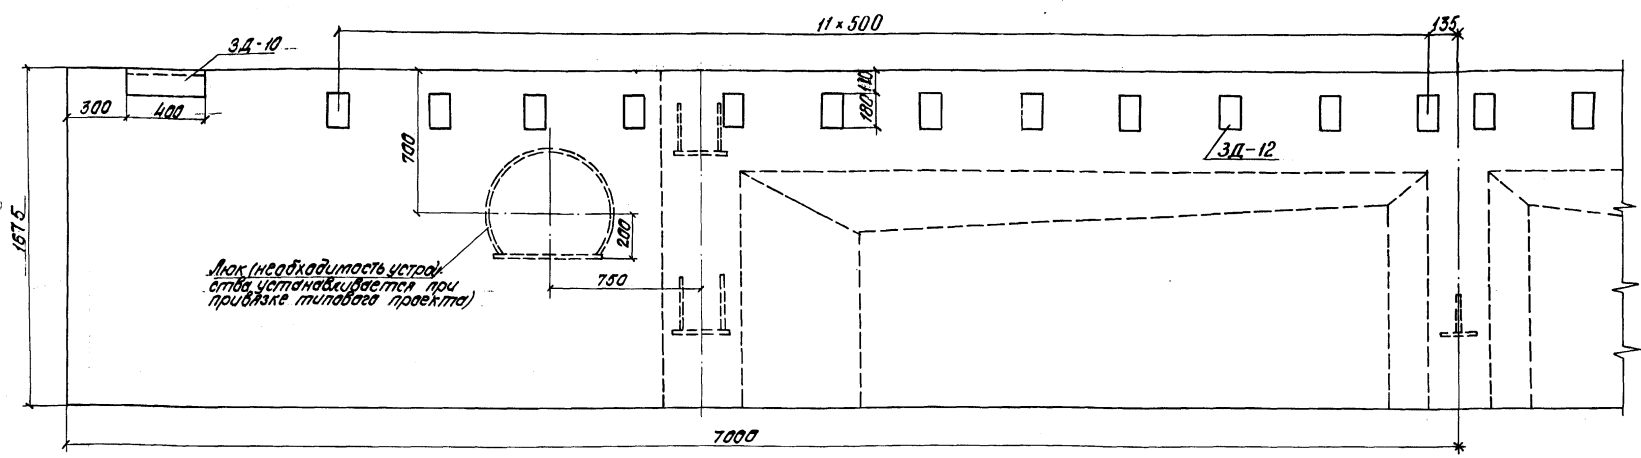 11×500
135
ЗД-10
300
400
700
110
180
ЗД-12
1675
200
Люк (необходимость устрой-
ства устанавливается при
привязке типового проекта)
750
7000